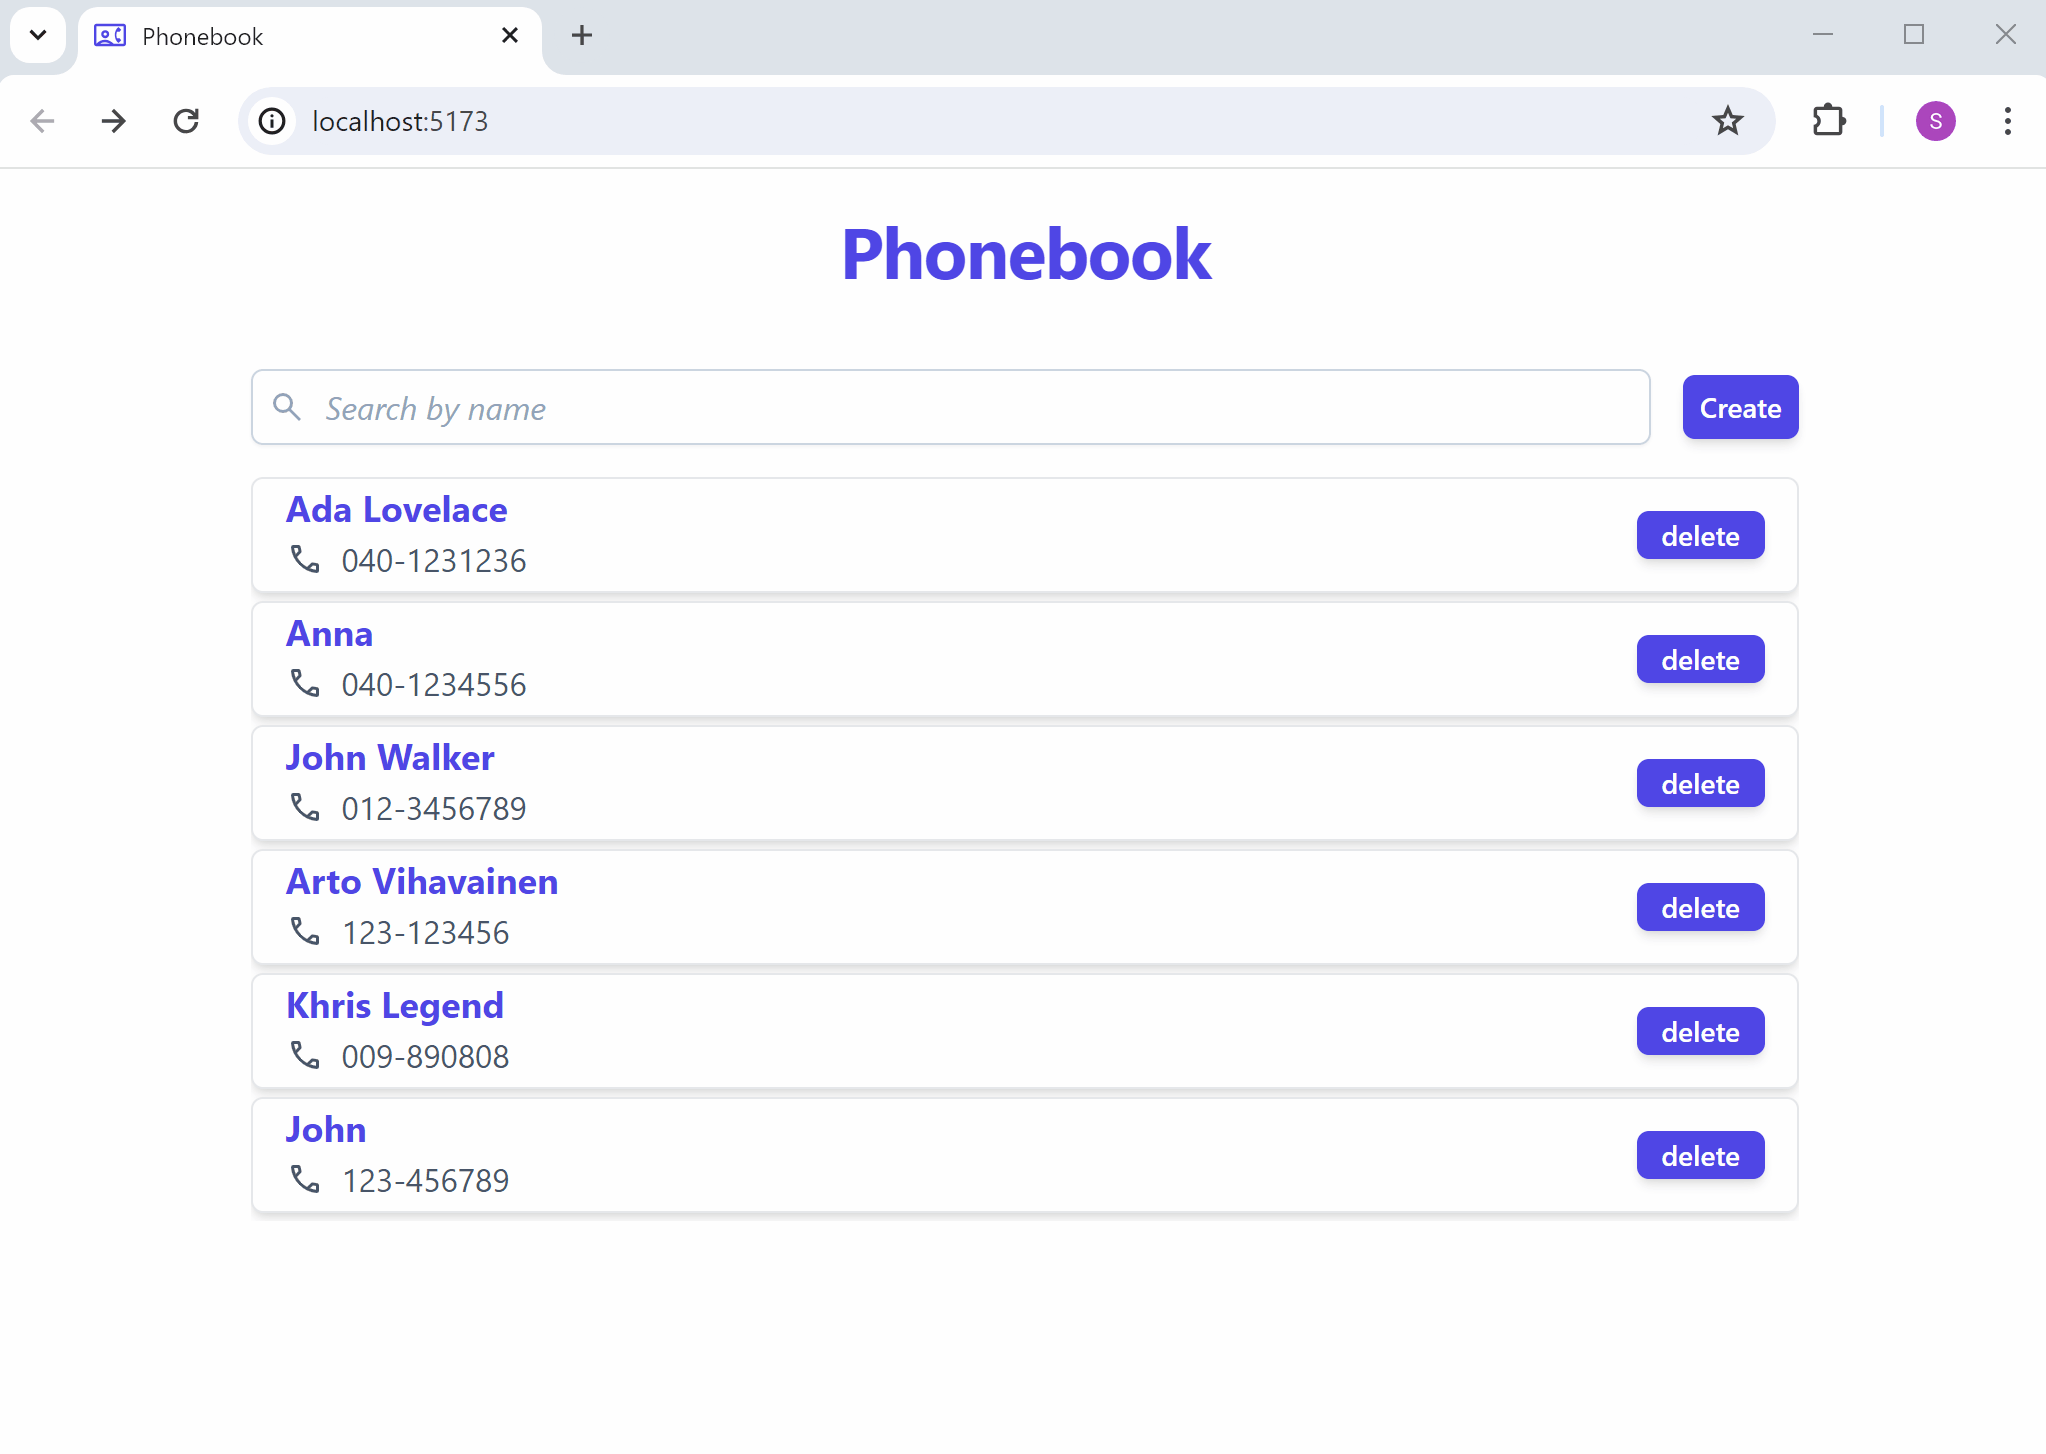 Phonebook
localhost:5173
S
Phonebook
Search by name
Create
Ada Lovelace
040-1231236
delete
Anna
040-1234556
delete
John Walker
012-3456789
delete
Arto Vihavainen
123-123456
delete
Khris Legend
009-890808
delete
John
123-456789
delete